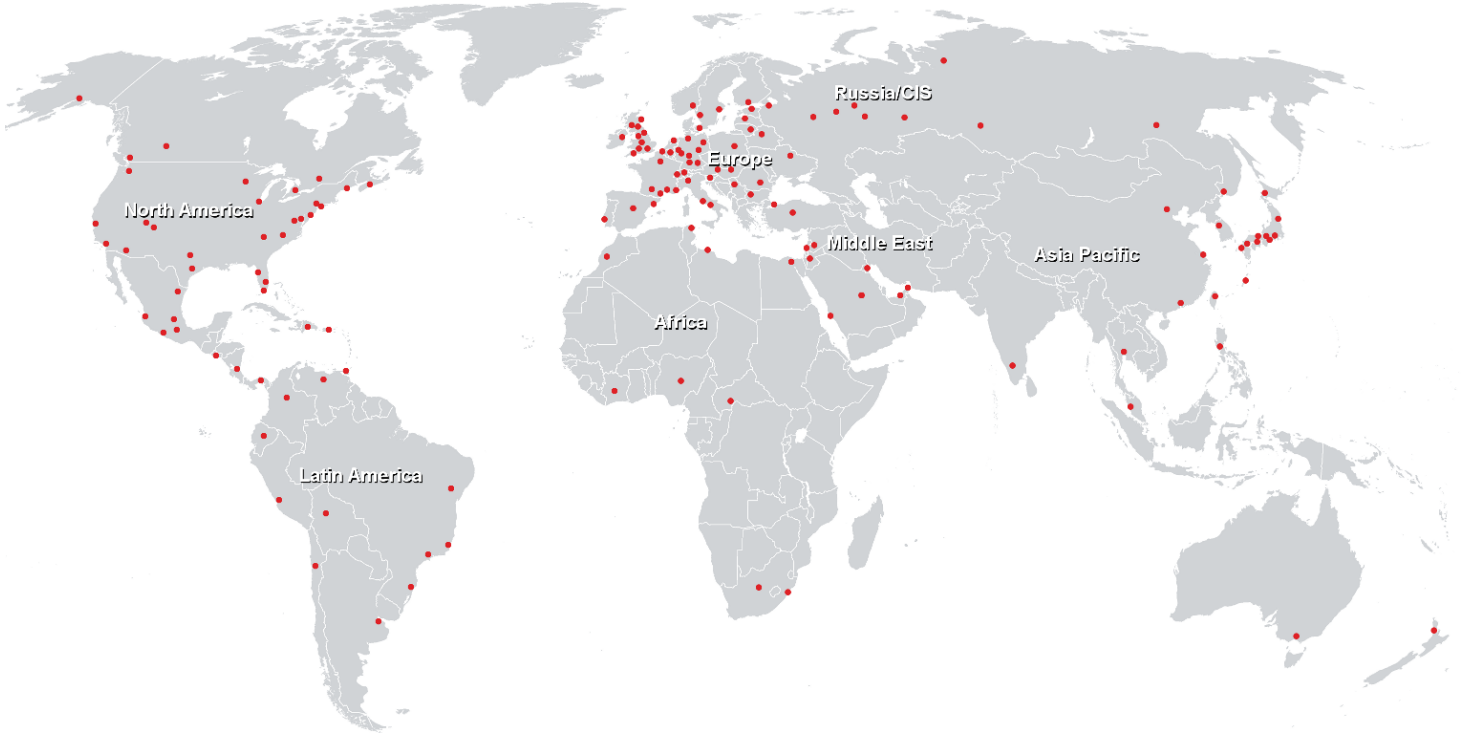 Russia/CIS
Europe
North America
Middle East
Asia Pacific
Africa
Latin America